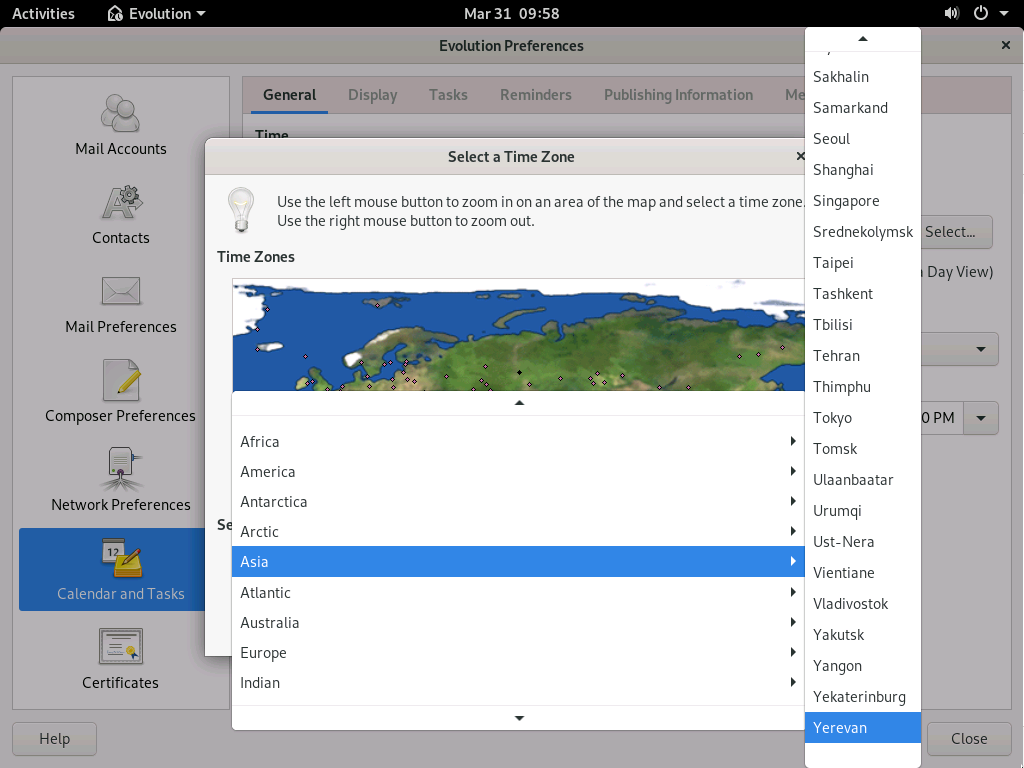 Activities
Evolution
Mar 31 09:58
Evolution Preferences
Mail Accounts
Contacts
Mail Preferences
Composer Preferences
Network Preferences
12
Calendar and Tasks
Certificates
Help
General
Display
Tasks
Reminders
Publishing Information
Me
Time
Select a Time Zone
Use the left mouse button to zoom in on an area of the map and select a time zone.
Use the right mouse button to zoom out.
Time Zones
Se
Africa
America
Antarctica
Arctic
Asia
Atlantic
Australia
Europe
Indian
Sakhalin
Samarkand
Seoul
Shanghai
Singapore
Srednekolymsk
Taipei
Tashkent
Tbilisi
Tehran
Thimphu
Tokyo
Tomsk
Ulaanbaatar
Urumqi
Ust-Nera
Vientiane
Vladivostok
Yakutsk
Yangon
Yekaterinburg
Yerevan
Select...
Day View)
0 PM
Close